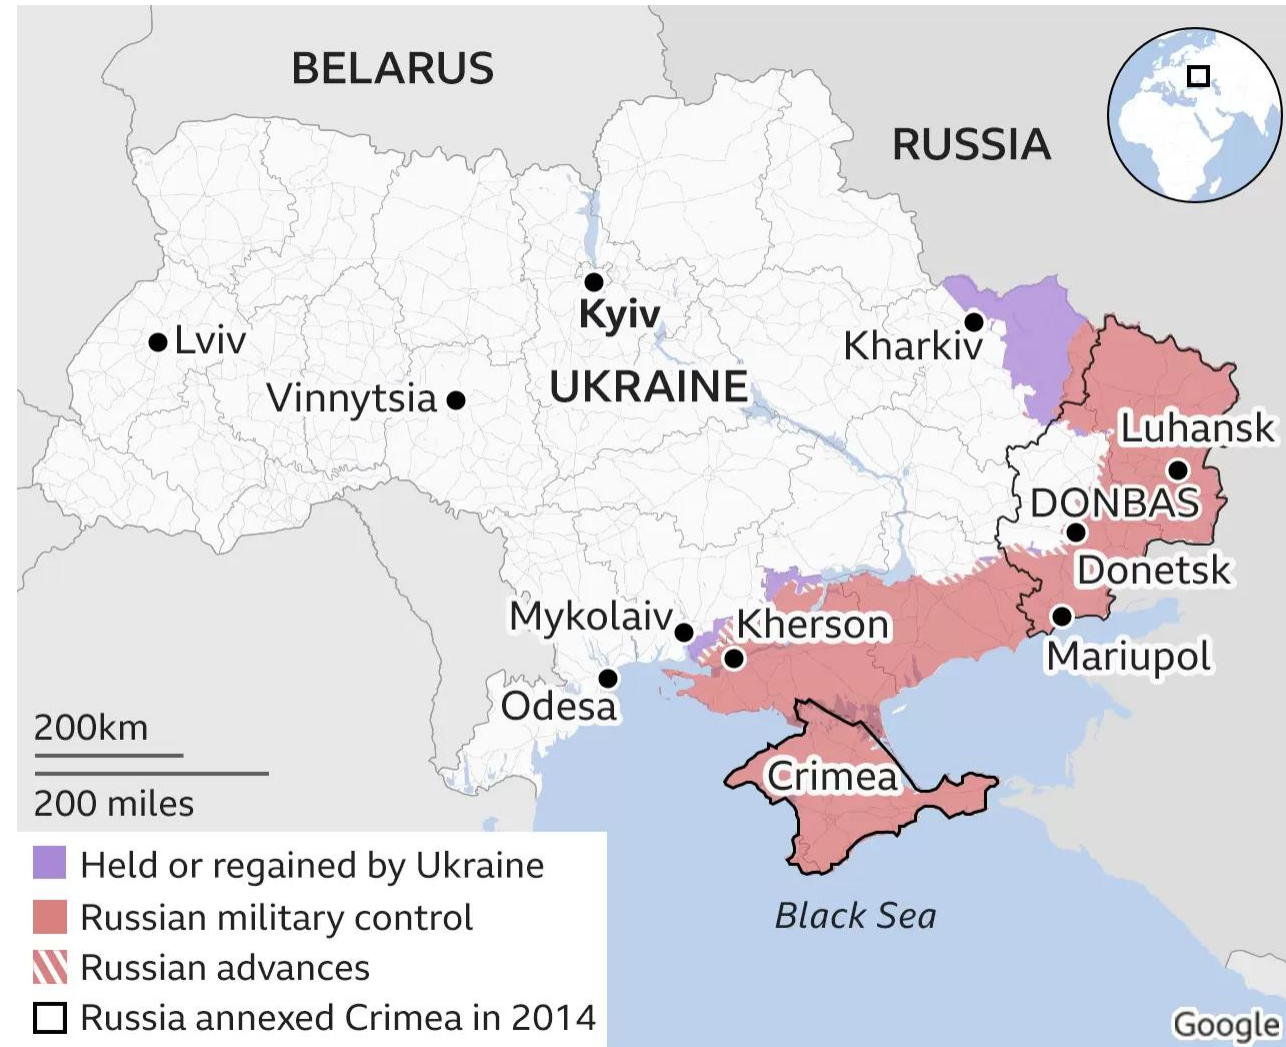 BELARUS
RUSSIA
Kyiv
Lviv
Kharkiv
UKRAINE
Vinnytsia
Luhansk
DONBAS
Donetsk
Mykolaiv
Kherson
Mariupol
Odesa
200km
Crimea
200 miles
Held or regained by Ukraine
Black Sea
Russian military control
Russian advances
Russia annexed Crimea in 2014
Google